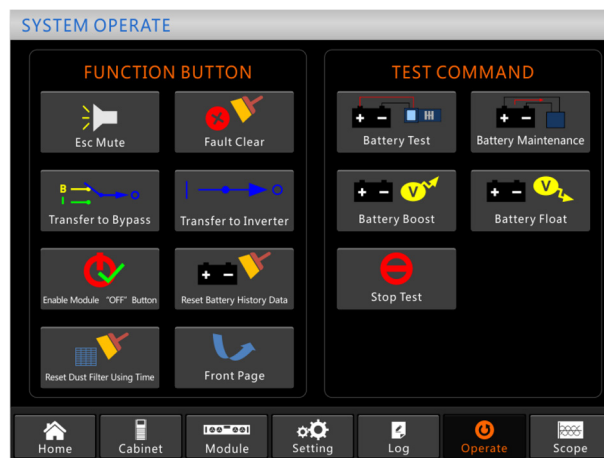 SYSTEM OPERATE
FUNCTION BUTTON
Esc Mute
Fault Clear
B
I
Transfer to Bypass
Transfer to Inverter
Enable Module "OFF" Button
Reset Battery History Data
Reset Dust Filter Using Time
Front Page
TEST COMMAND
Battery Test
Battery Maintenance
V
Battery Boost
V
Battery Float
Stop Test
Home
Cabinet
Module
Setting
Log
Operate
Scope